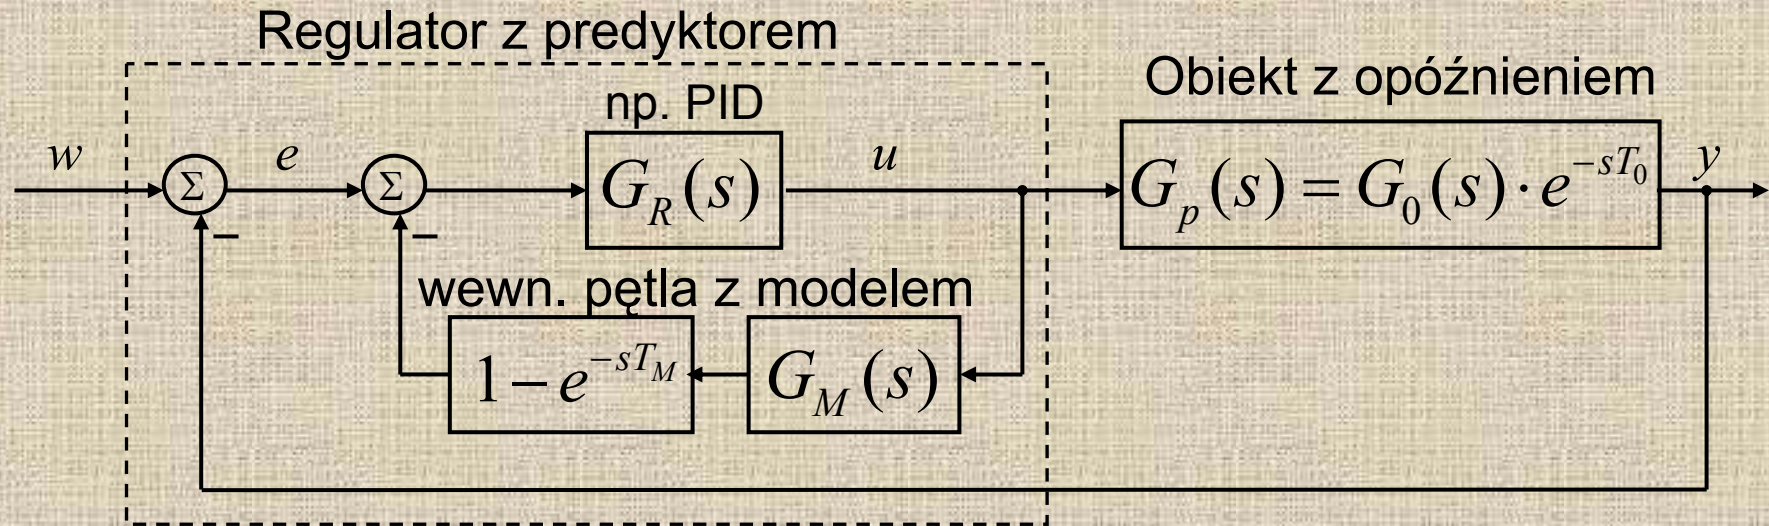 Regulator z predyktorem
Obiekt z opóźnieniem
np. PID
w
Σ
e
Σ
G_R(s)
u
G_p(s) = G_0(s) · e^{-sT_0}
y
−
−
wewn. pętla z modelem
1 − e^{-sT_M}
G_M(s)